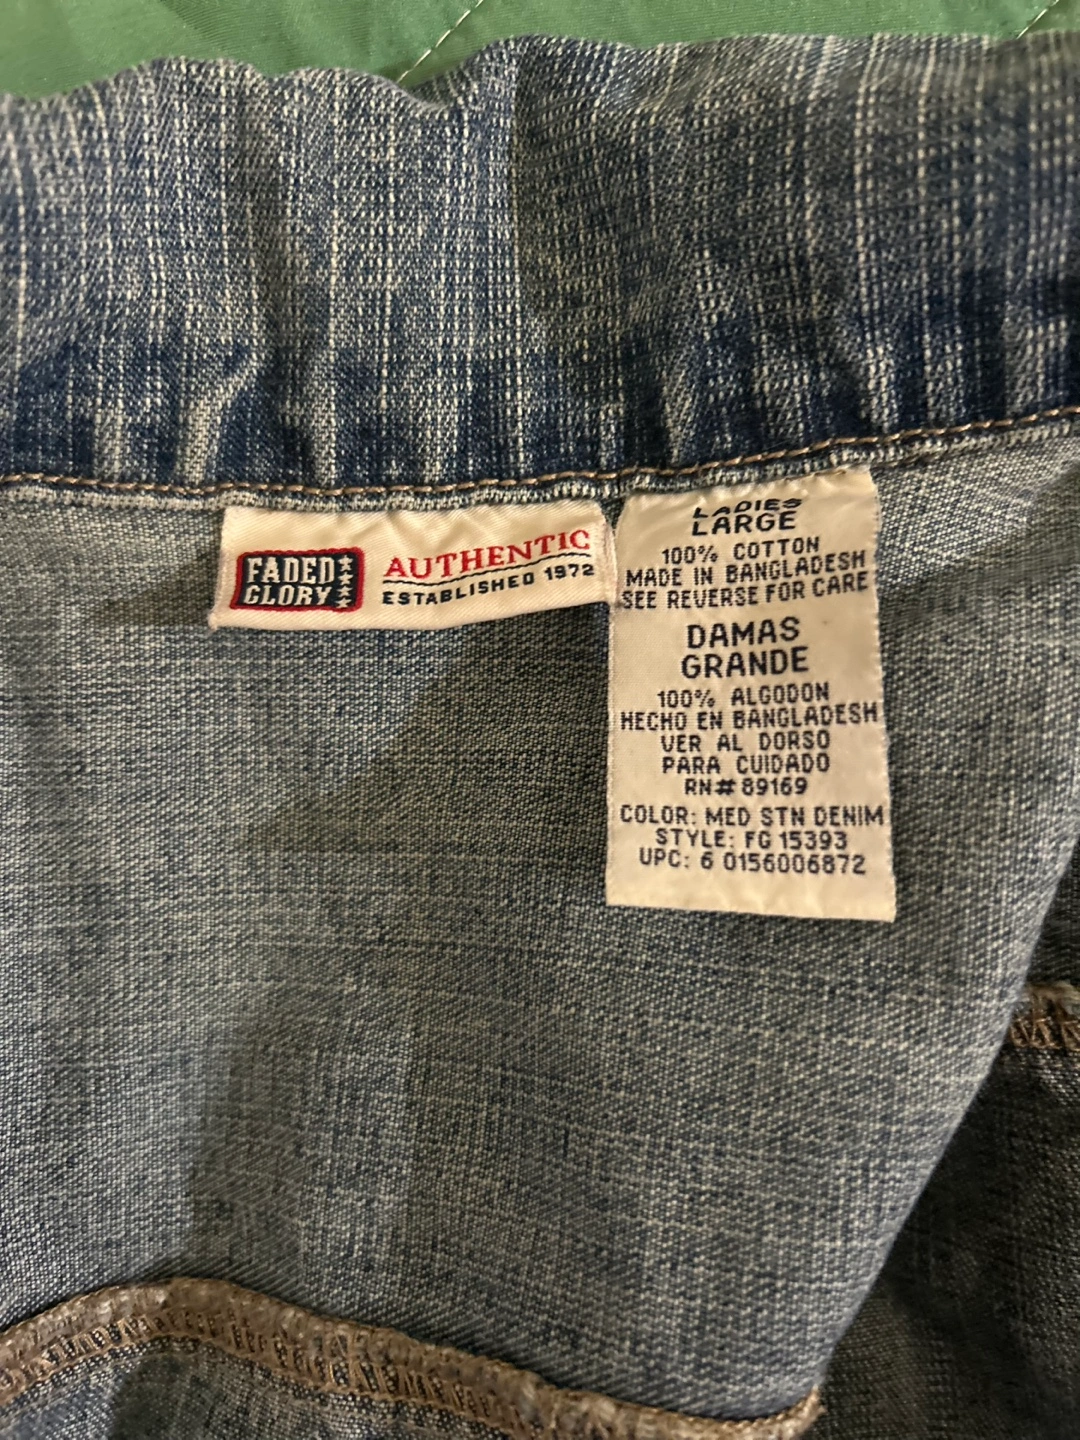 FADED
GLORY
AUTHENTIC
ESTABLISHED 1972
LADIES
LARGE
100% COTTON
MADE IN BANGLADESH
SEE REVERSE FOR CARE
DAMAS
GRANDE
100% ALGODON
HECHO EN BANGLADESH
VER AL DORSO
PARA CUIDADO
RN# 89169
COLOR: MED STN DENIM
STYLE: FG 15393
UPC: 6 0156006872